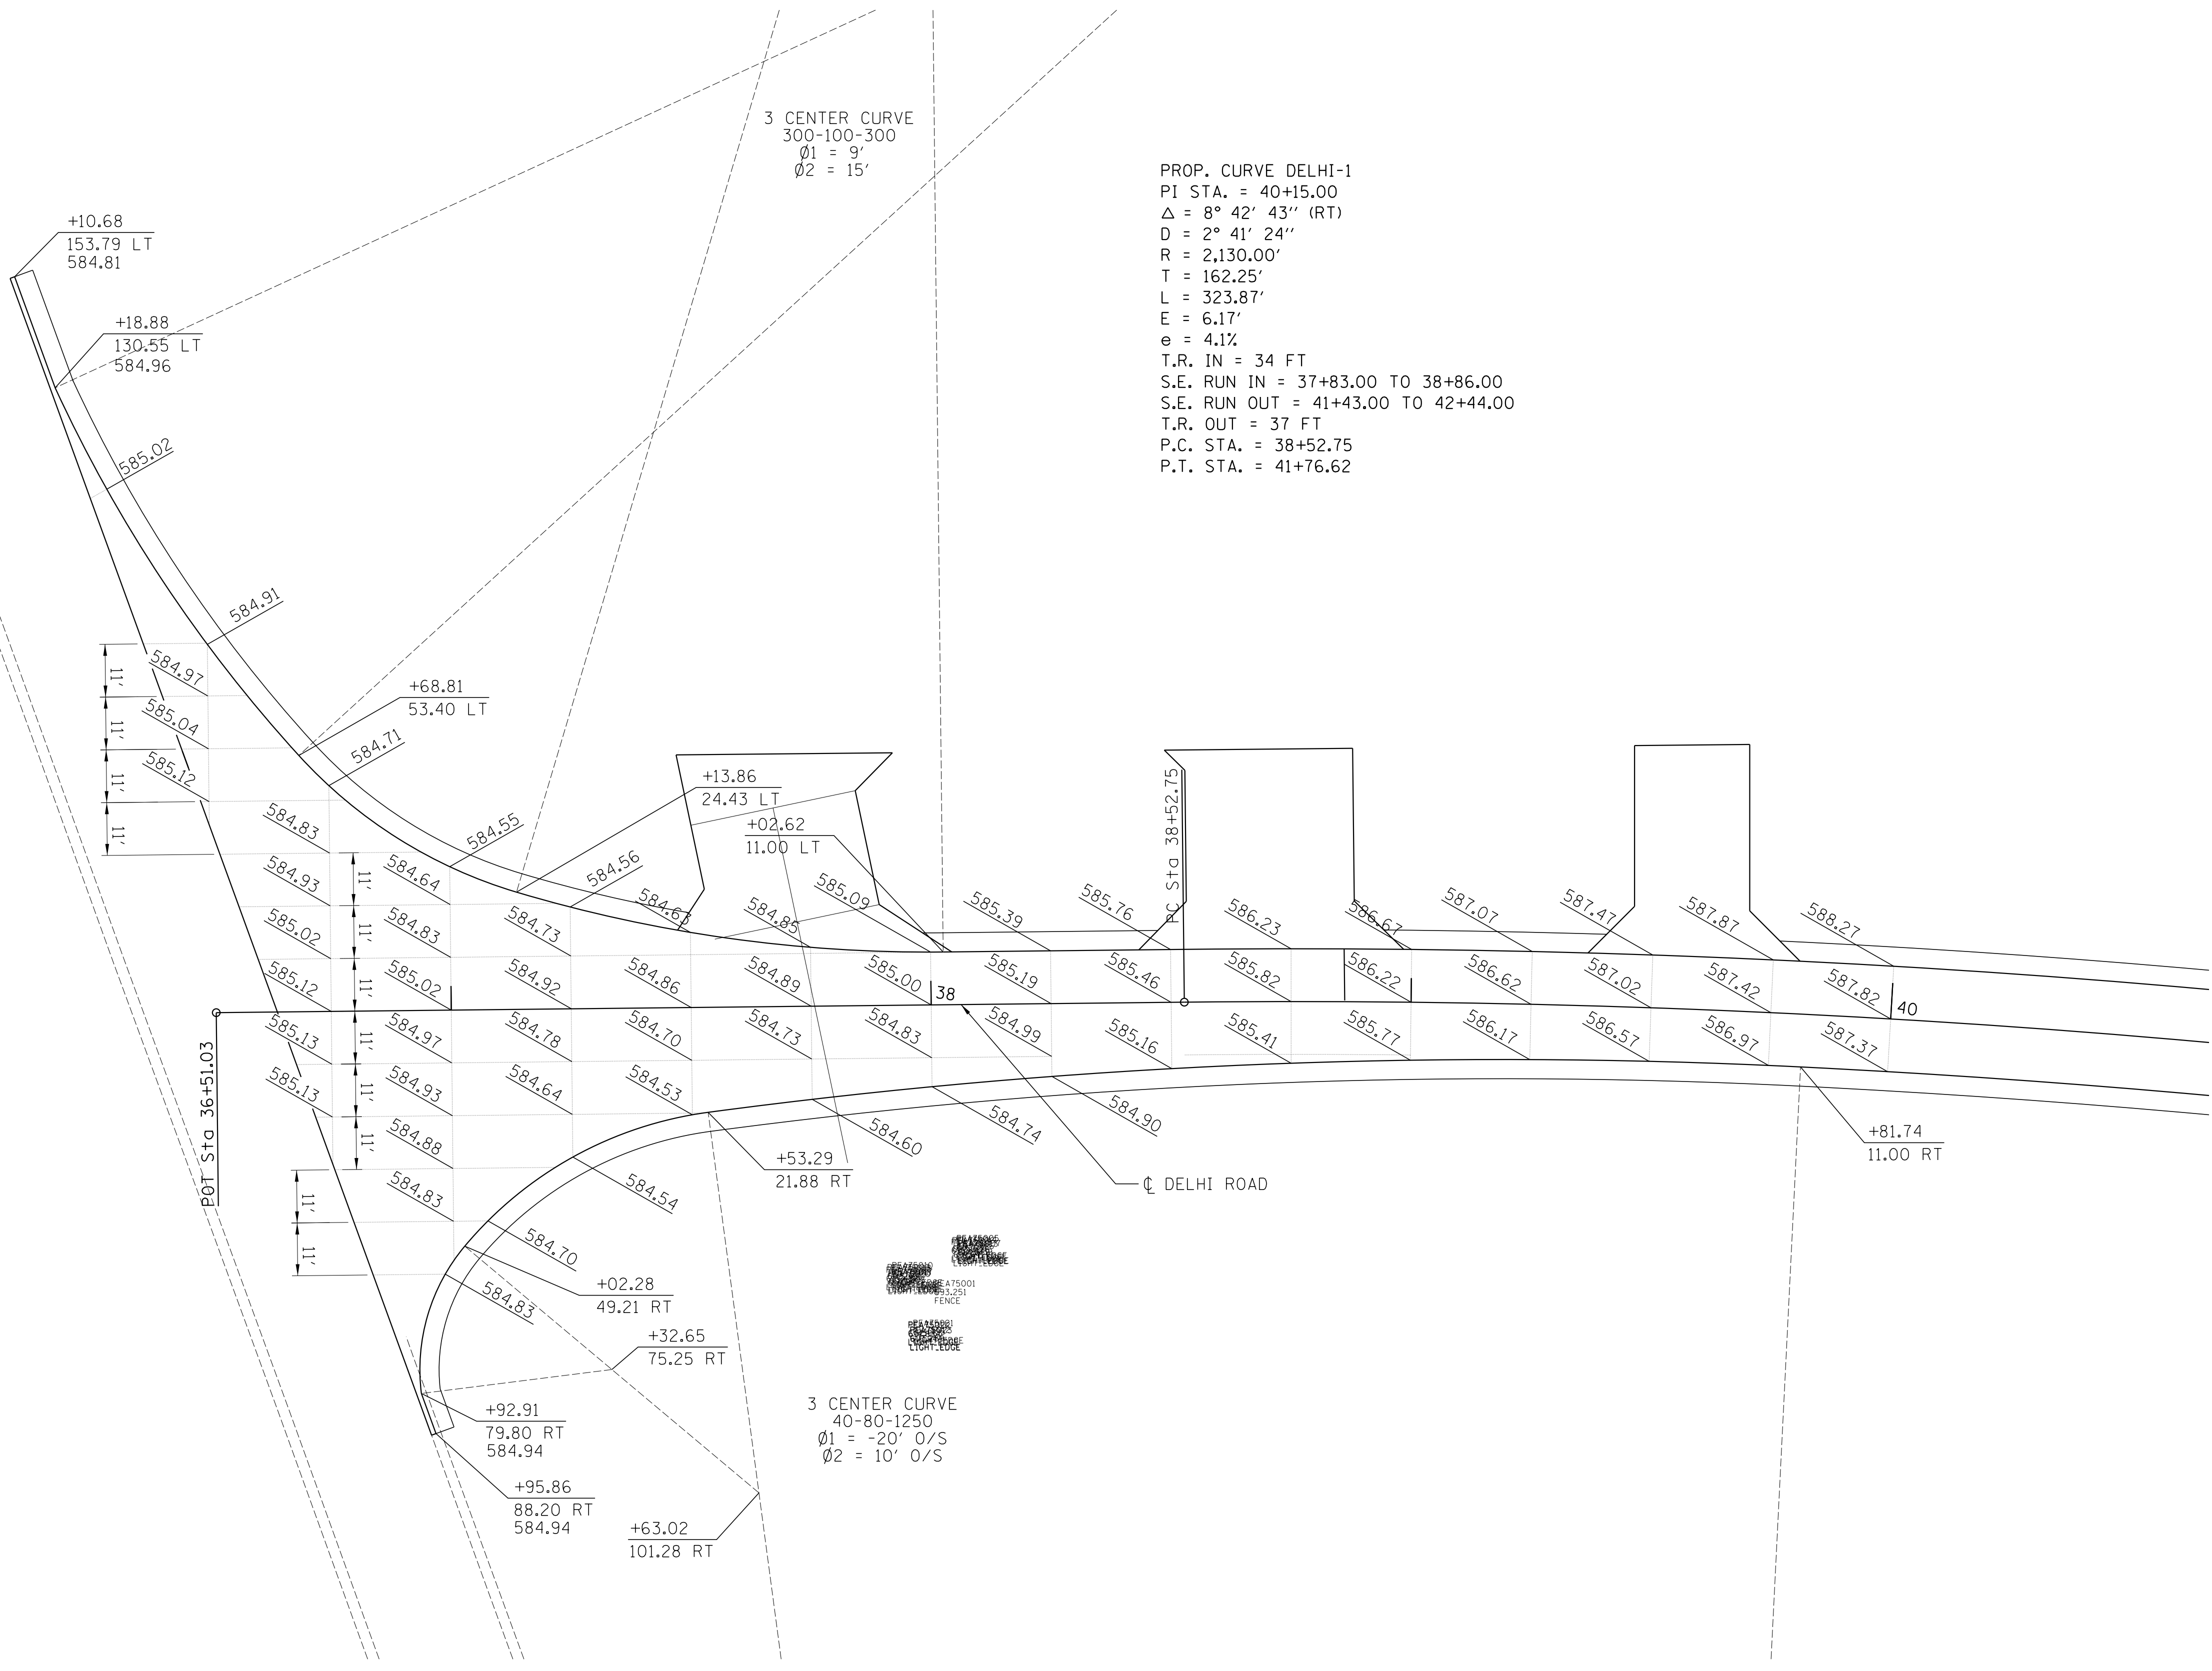 3 CENTER CURVE
300-100-300
Ø1 = 9'
Ø2 = 15'
PROP. CURVE DELHI-1
PI STA. = 40+15.00
Δ = 8° 42' 43'' (RT)
D = 2° 41' 24''
R = 2,130.00'
T = 162.25'
L = 323.87'
E = 6.17'
e = 4.1%
T.R. IN = 34 FT
S.E. RUN IN = 37+83.00 TO 38+86.00
S.E. RUN OUT = 41+43.00 TO 42+44.00
T.R. OUT = 37 FT
P.C. STA. = 38+52.75
P.T. STA. = 41+76.62
+10.68
153.79 LT
584.81
+18.88
130.55 LT
584.96
585.02
584.91
584.97
585.04
585.12
11'
11'
11'
11'
+68.81
53.40 LT
584.71
+13.86
24.43 LT
+02.62
11.00 LT
PC Sta 38+52.75
584.83
584.93
585.02
585.12
584.55
584.64
584.83
585.02
584.56
584.73
584.92
584.63
584.86
584.85
584.89
585.09
585.00
585.39
585.19
585.76
585.46
586.23
585.82
586.67
586.22
587.07
586.62
587.47
587.02
587.87
587.42
588.27
587.82
11'
11'
11'
11'
11'
11'
38
40
POT Sta 36+51.03
585.13
585.13
584.97
584.93
584.88
584.83
584.78
584.64
584.70
584.53
584.73
584.83
584.99
585.16
585.41
585.77
586.17
586.57
586.97
587.37
11'
11'
584.60
584.74
584.90
584.54
584.70
584.83
+53.29
21.88 RT
+81.74
11.00 RT
℄ DELHI ROAD
+02.28
49.21 RT
+32.65
75.25 RT
FENCE
LIGHT_EDGE
LIGHT_EDGE
3 CENTER CURVE
40-80-1250
Ø1 = -20' O/S
Ø2 = 10' O/S
+92.91
79.80 RT
584.94
+95.86
88.20 RT
584.94
+63.02
101.28 RT